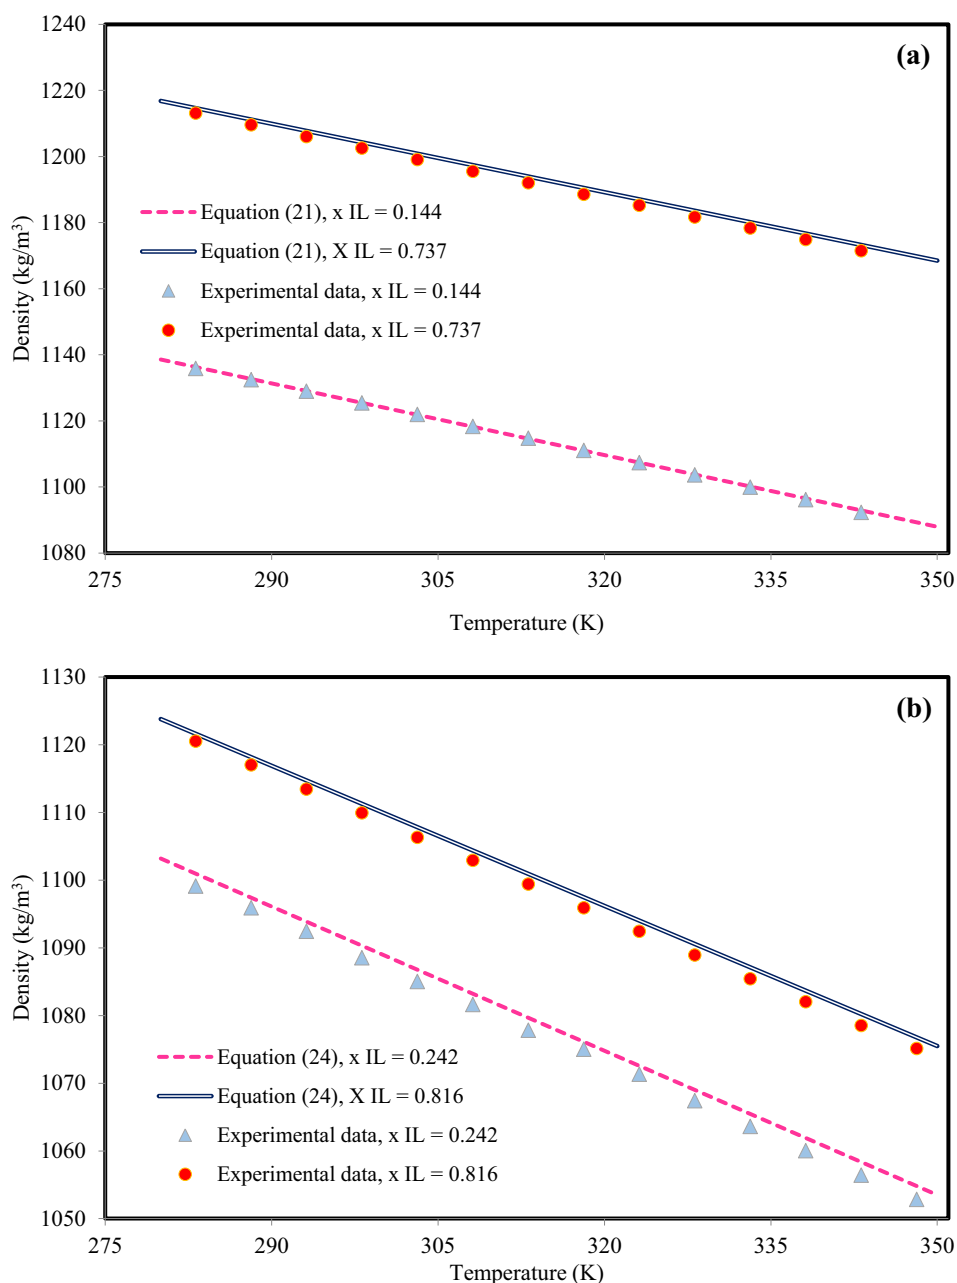 1240
1220
1200
1180
1160
1140
1120
1100
1080
Density (kg/m³)
(a)
Equation (21), x IL = 0.144
Equation (21), X IL = 0.737
Experimental data, x IL = 0.144
Experimental data, x IL = 0.737
275 290 305 320 335 350
Temperature (K)
1130
1120
1110
1100
1090
1080
1070
1060
1050
Density (kg/m³)
(b)
Equation (24), x IL = 0.242
Equation (24), X IL = 0.816
Experimental data, x IL = 0.242
Experimental data, x IL = 0.816
275 290 305 320 335 350
Temperature (K)